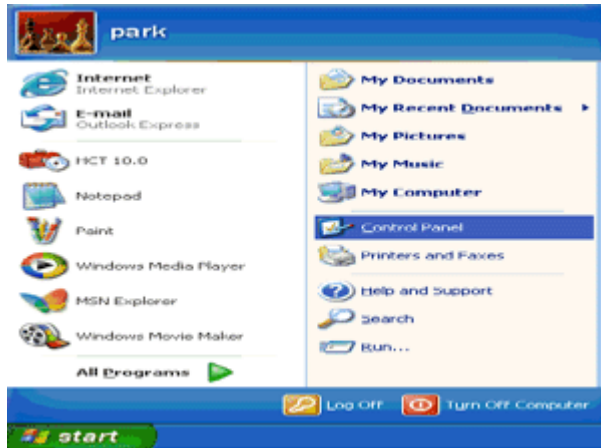 park
Internet
Internet Explorer
E-mail
Outlook Express
HCT 10.0
Notepad
Paint
Windows Media Player
MSN Explorer
Windows Movie Maker
All Programs
My Documents
My Recent Documents
My Pictures
My Music
My Computer
Control Panel
Printers and Faxes
Help and Support
Search
Run...
Log Off
Turn Off Computer
start